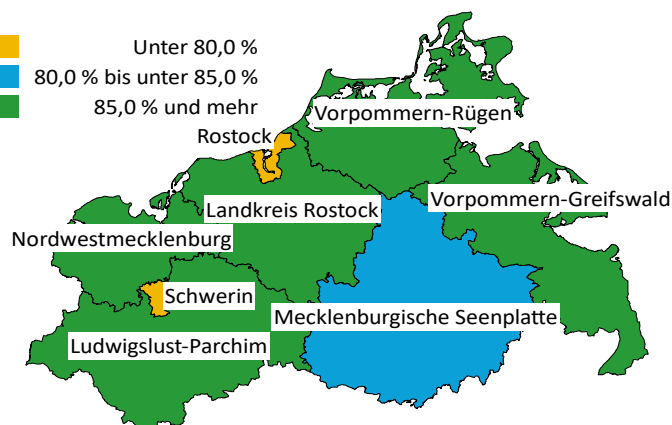 Unter 80,0 %
80,0 % bis unter 85,0 %
85,0 % und mehr
Vorpommern-Rügen
Rostock
Vorpommern-Greifswald
Landkreis Rostock
Nordwestmecklenburg
Schwerin
Mecklenburgische Seenplatte
Ludwigslust-Parchim